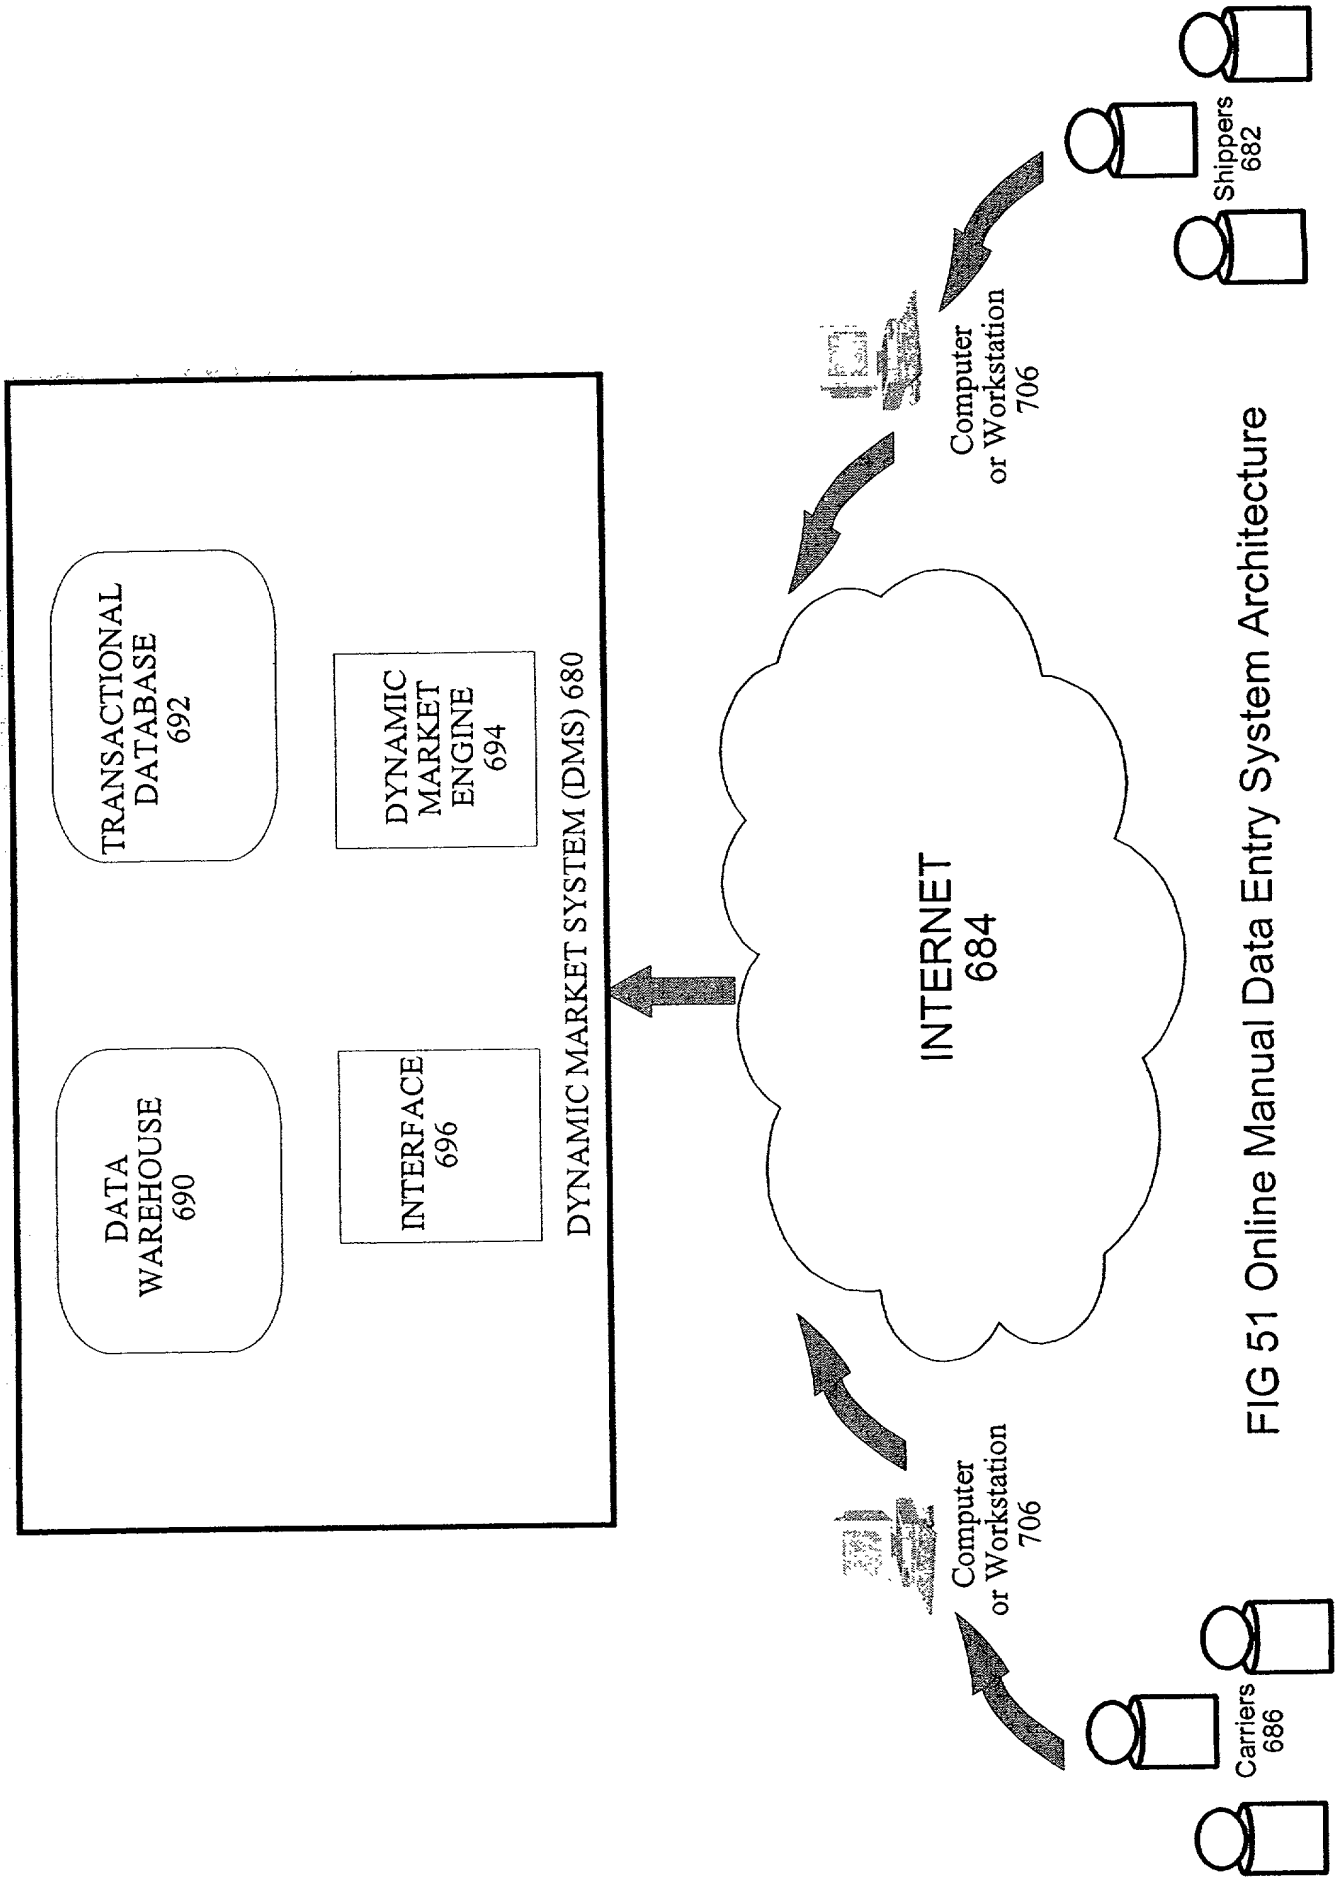 DATA
WAREHOUSE
690
TRANSACTIONAL
DATABASE
692
INTERFACE
696
DYNAMIC
MARKET
ENGINE
694
DYNAMIC MARKET SYSTEM (DMS) 680
INTERNET
684
Computer
or Workstation
706
Computer
or Workstation
706
Carriers
686
Shippers
682
FIG 51 Online Manual Data Entry System Architecture